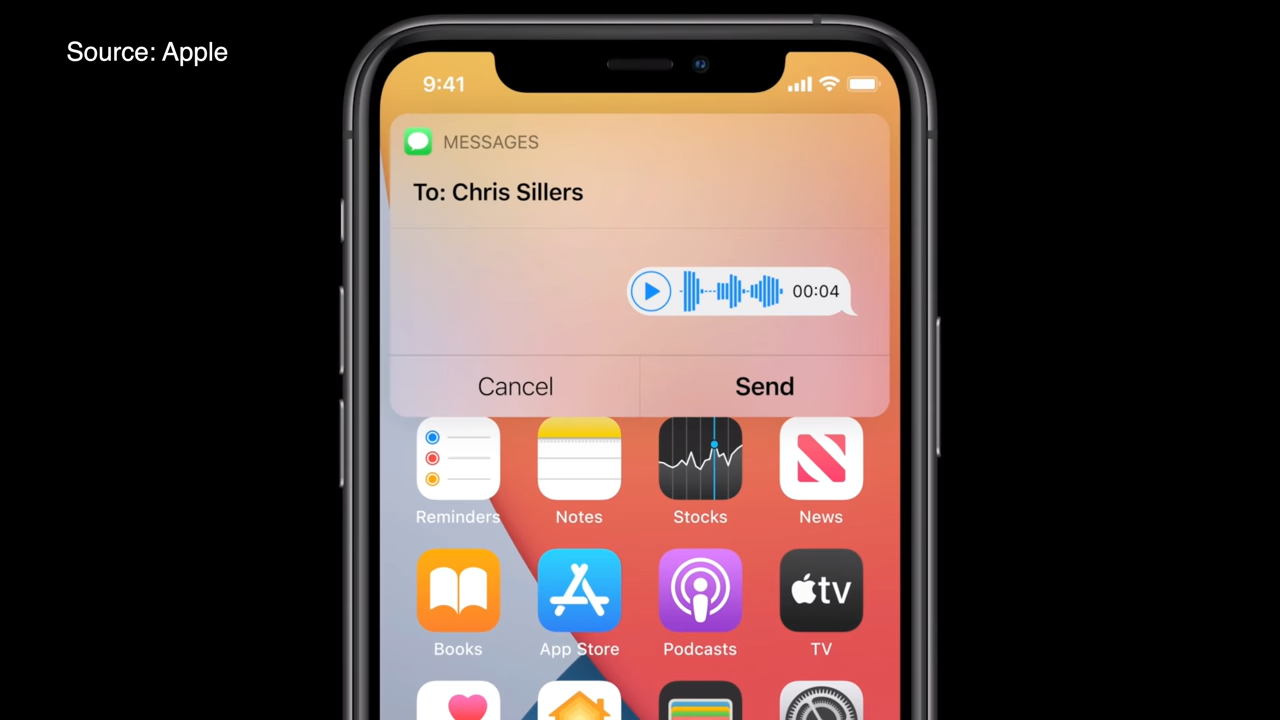 Source: Apple
9:41
MESSAGES
To: Chris Sillers
00:04
Cancel
Send
Reminders
Notes
Stocks
News
Books
App Store
Podcasts
tv
TV